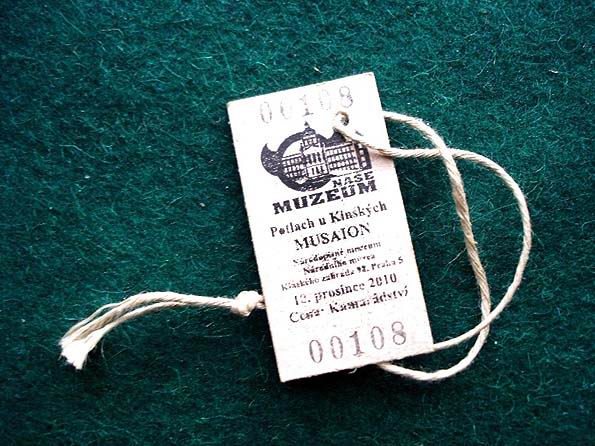 00108
NAŠE
MUZEUM
Potlach u Kinských
MUSAION
Národopisné muzeum
Národního muzea
Kinského zahrada 98, Praha 5
12. prosince 2010
Cena: Kamarádství
00108